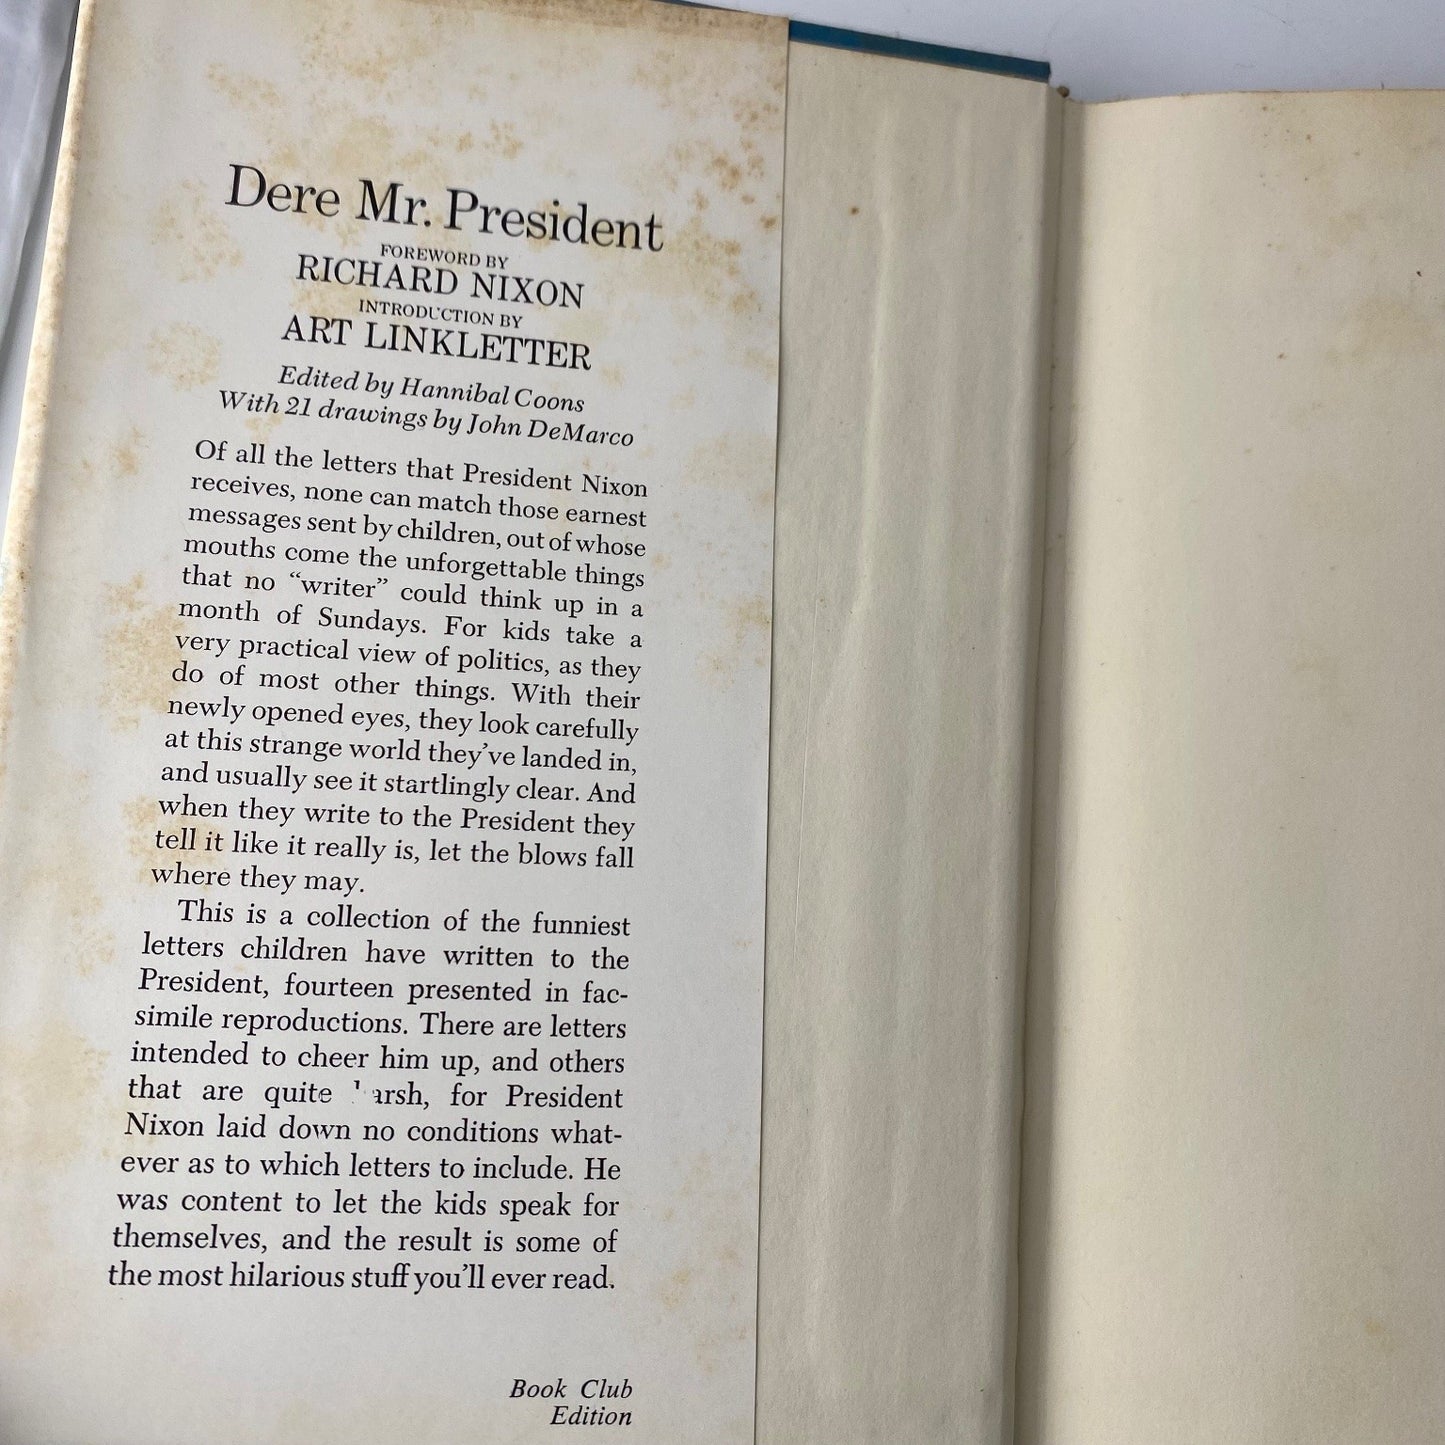 Dere Mr. President
FOREWORD BY
RICHARD NIXON
INTRODUCTION BY
ART LINKLETTER
Edited by Hannibal Coons
With 21 drawings by John DeMarco
Of all the letters that President Nixon
receives, none can match those earnest
messages sent by children, out of whose
mouths come the unforgettable things
that no “writer” could think up in a
month of Sundays. For kids take a
very practical view of politics, as they
do of most other things. With their
newly opened eyes, they look carefully
at this strange world they’ve landed in,
and usually see it startlingly clear. And
when they write to the President they
tell it like it really is, let the blows fall
where they may.
This is a collection of the funniest
letters children have written to the
President, fourteen presented in fac-
simile reproductions. There are letters
intended to cheer him up, and others
that are quite harsh, for President
Nixon laid down no conditions what-
ever as to which letters to include. He
was content to let the kids speak for
themselves, and the result is some of
the most hilarious stuff you’ll ever read.
Book Club
Edition